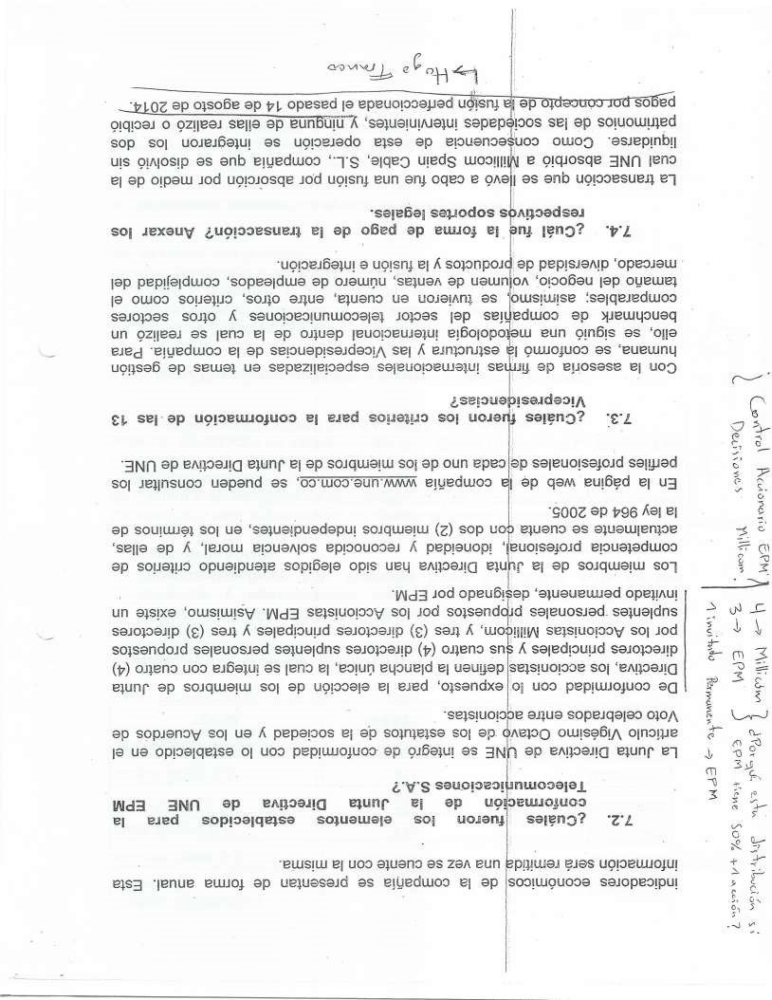 indicadores económicos de la compañía se presentan de forma anual. Esta
información será remitida una vez se cuente con la misma.
7.2. ¿Cuáles fueron los elementos establecidos para la
conformación de la Junta Directiva de UNE EPM
Telecomunicaciones S.A.?
La Junta Directiva de UNE se integró de conformidad con lo establecido en el
artículo Vigésimo Octavo de los estatutos de la sociedad y en los Acuerdos de
Voto celebrados entre accionistas.
De conformidad con lo expuesto, para la elección de los miembros de Junta
Directiva, los accionistas definen la plancha única, la cual se integra con cuatro (4)
directores principales y sus cuatro (4) directores suplentes personales propuestos
por los Accionistas Millicom, y tres (3) directores principales y tres (3) directores
suplentes personales propuestos por los Accionistas EPM. Asimismo, existe un
invitado permanente, designado por EPM.
Los miembros de la Junta Directiva han sido elegidos atendiendo criterios de
competencia profesional, idoneidad y reconocida solvencia moral, y de ellas,
actualmente se cuenta con dos (2) miembros independientes, en los términos de
la ley 964 de 2005.
En la página web de la compañía www.une.com.co, se pueden consultar los
perfiles profesionales de cada uno de los miembros de la Junta Directiva de UNE.
7.3. ¿Cuáles fueron los criterios para la conformación de las 13
Vicepresidencias?
Con la asesoría de firmas internacionales especializadas en temas de gestión
humana, se conformó la estructura y las Vicepresidencias de la compañía. Para
ello, se siguió una metodología internacional dentro de la cual se realizó un
benchmark de compañías del sector telecomunicaciones y otros sectores
comparables; asimismo, se tuvieron en cuenta, entre otros, criterios como el
tamaño del negocio, volumen de ventas, número de empleados, complejidad del
mercado, diversidad de productos y la fusión e integración.
7.4. ¿Cuál fue la forma de pago de la transacción? Anexar los
respectivos soportes legales.
La transacción que se llevó a cabo fue una fusión por absorción por medio de la
cual UNE absorbió a Millicom Spain Cable, S.L., compañía que se disolvió sin
liquidarse. Como consecuencia de esta operación se integraron los dos
patrimonios de las sociedades intervinientes, y ninguna de ellas realizó o recibió
pagos por concepto de la fusión perfeccionada el pasado 14 de agosto de 2014.
↳ Hugo Franco
Control Accionario EPM
Decisiones Millicom.
4 → Millicom } ¿Porqué esta distribución si
3 → EPM } EPM tiene 50% + 1 acción?
1 invitado Permanente → EPM